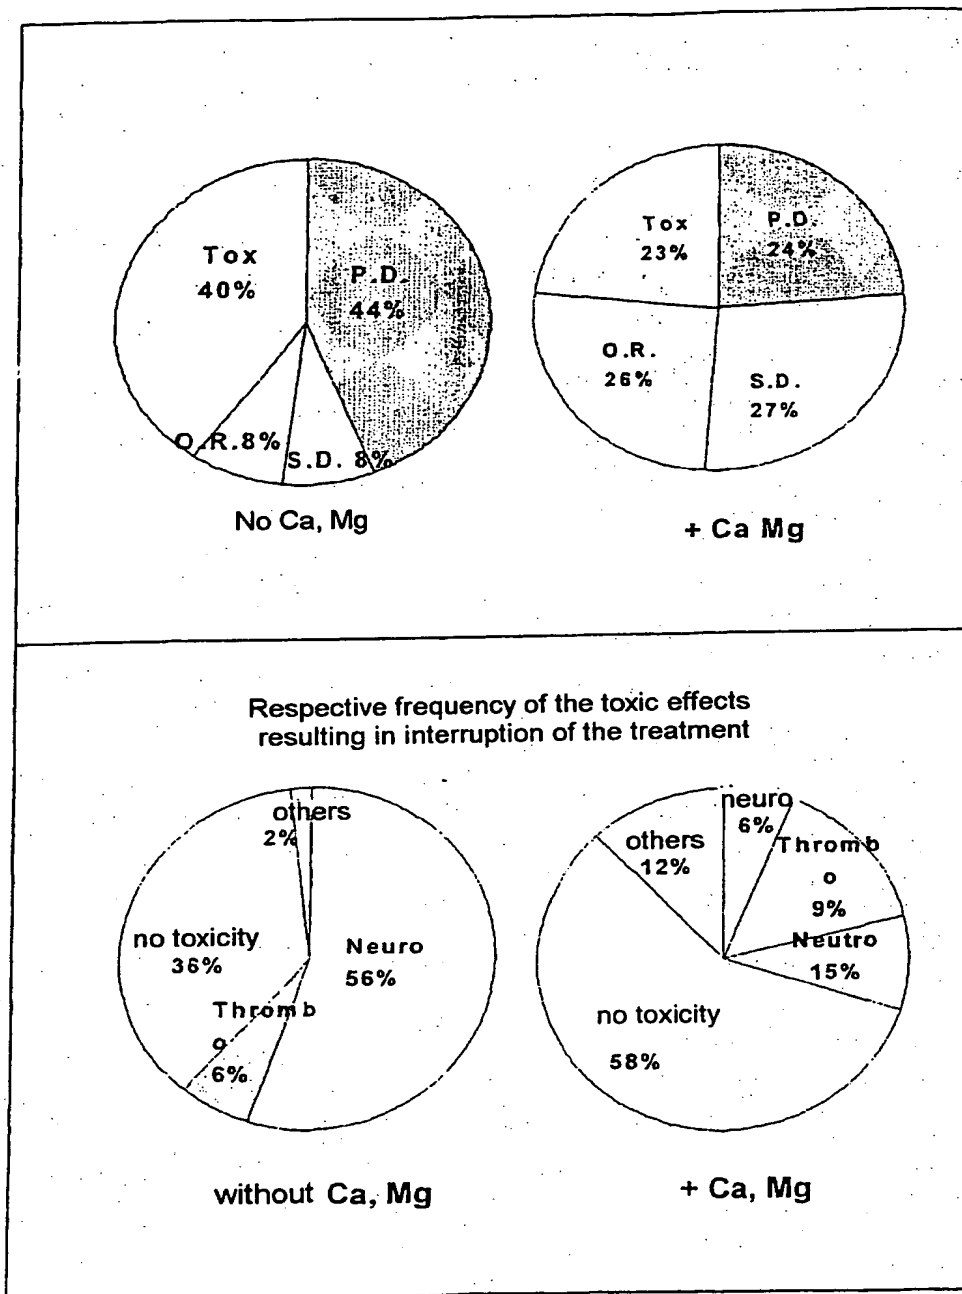 Tox
40%
P.D.
44%
O.R.8%
S.D. 8%
No Ca, Mg
Tox
23%
P.D.
24%
O.R.
26%
S.D.
27%
+ Ca Mg
Respective frequency of the toxic effects
resulting in interruption of the treatment
others
2%
no toxicity
36%
Neuro
56%
Thromb
o
6%
without Ca, Mg
neuro
6%
others
12%
Thromb
o
9%
Neutro
15%
no toxicity
58%
+ Ca, Mg